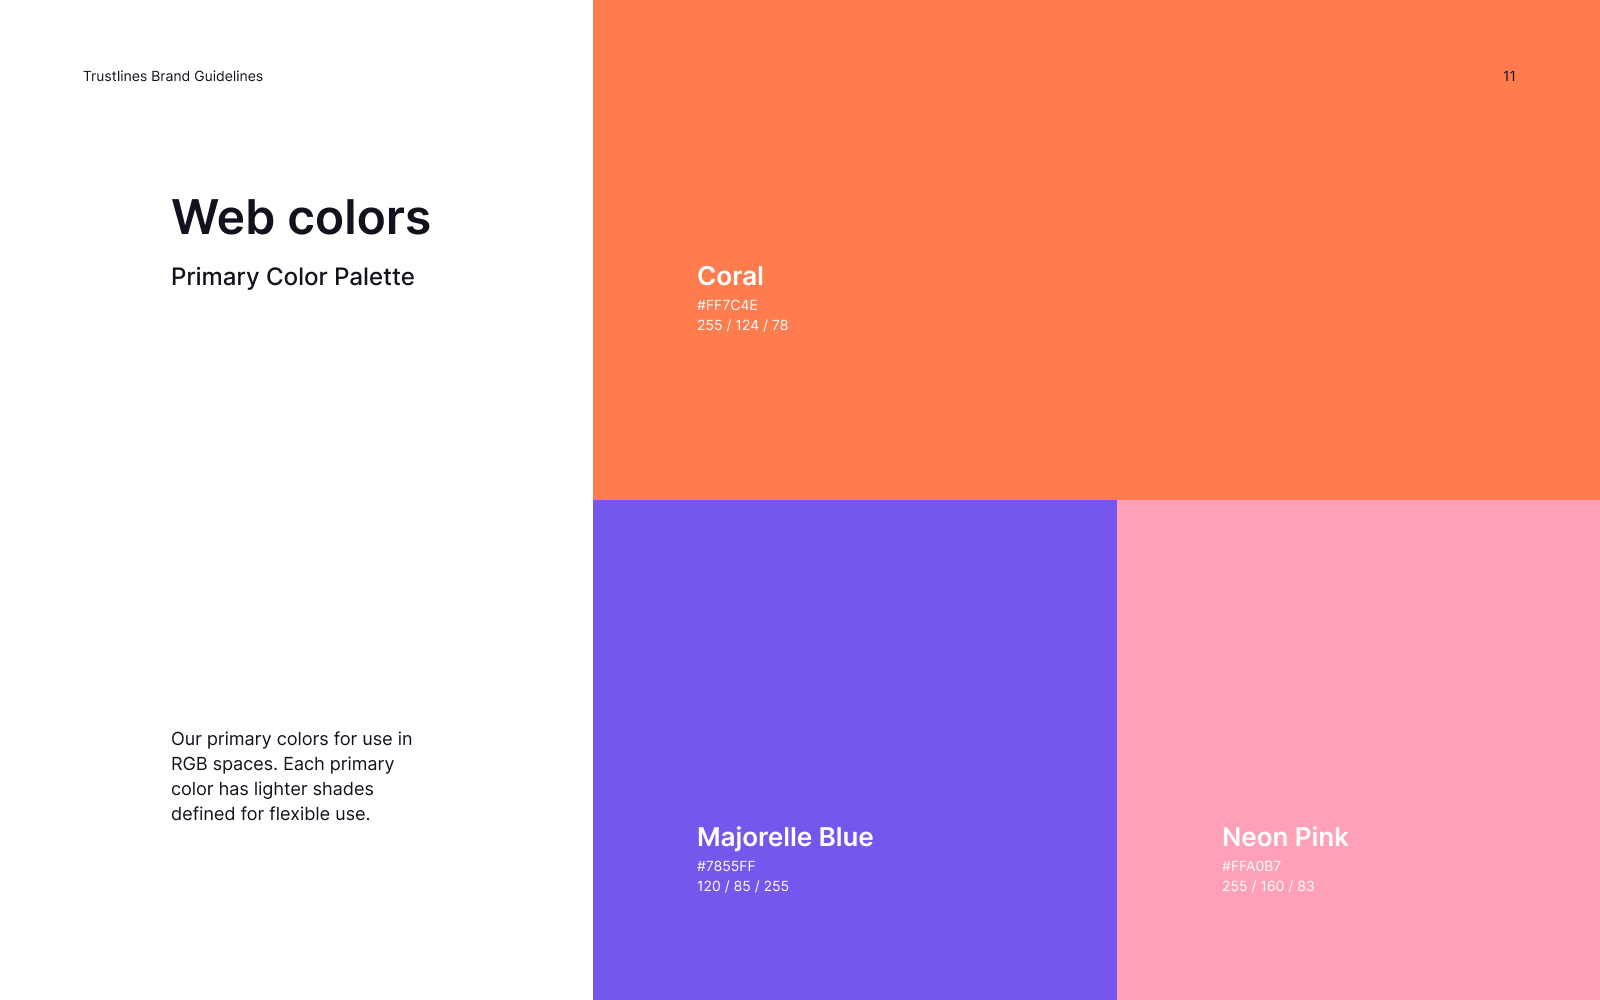 Trustlines Brand Guidelines
11
Web colors
Primary Color Palette
Our primary colors for use in
RGB spaces. Each primary
color has lighter shades
defined for flexible use.
Coral
#FF7C4E
255 / 124 / 78
Majorelle Blue
#7855FF
120 / 85 / 255
Neon Pink
#FFA0B7
255 / 160 / 83